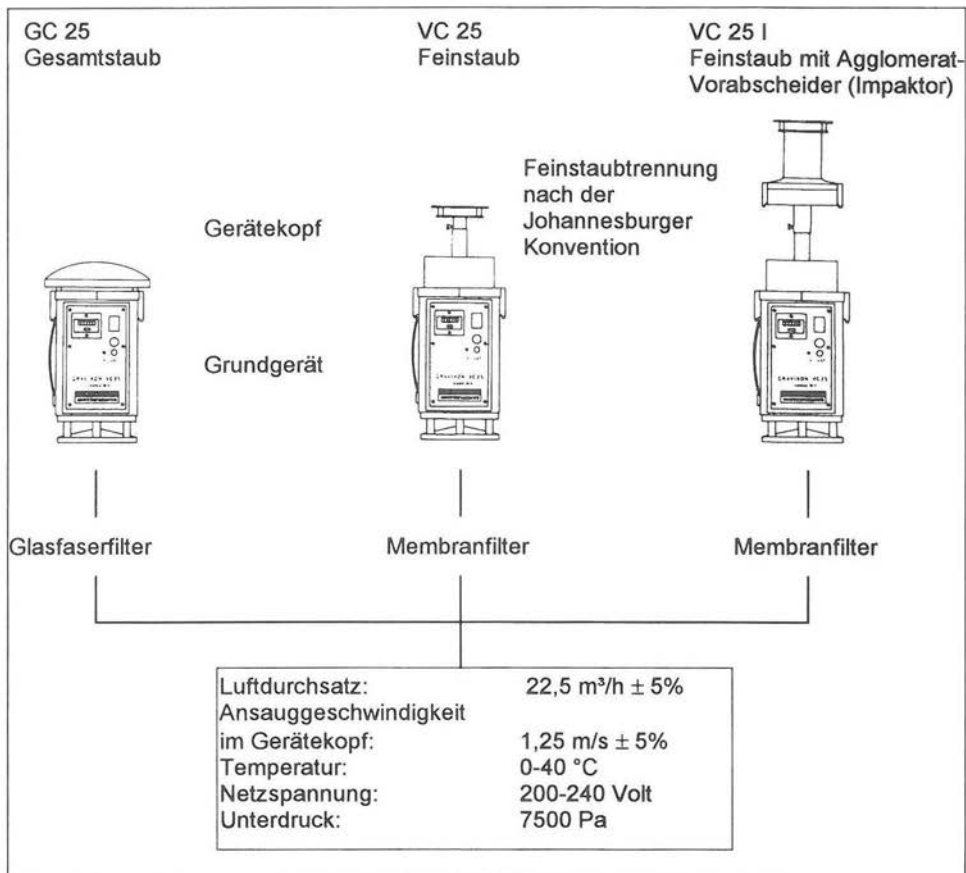 GC 25
Gesamtstaub
VC 25
Feinstaub
VC 25 I
Feinstaub mit Agglomerat-
Vorabscheider (Impaktor)
Feinstaubtrennung
nach der
Johannesburger
Konvention
Gerätekopf
Grundgerät
Glasfaserfilter
Membranfilter
Membranfilter
Luftdurchsatz: 22,5 m³/h ± 5%
Ansauggeschwindigkeit
im Gerätekopf: 1,25 m/s ± 5%
Temperatur: 0-40 °C
Netzspannung: 200-240 Volt
Unterdruck: 7500 Pa